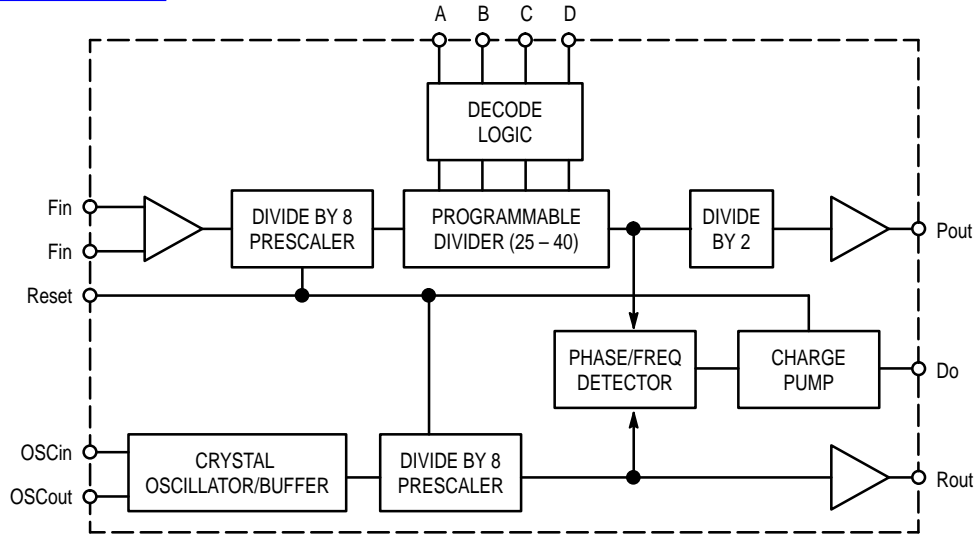 A B C D
DECODE
LOGIC
Fin
Fin
DIVIDE BY 8
PRESCALER
PROGRAMMABLE
DIVIDER (25 – 40)
DIVIDE
BY 2
Pout
Reset
PHASE/FREQ
DETECTOR
CHARGE
PUMP
Do
OSCin
OSCout
CRYSTAL
OSCILLATOR/BUFFER
DIVIDE BY 8
PRESCALER
Rout